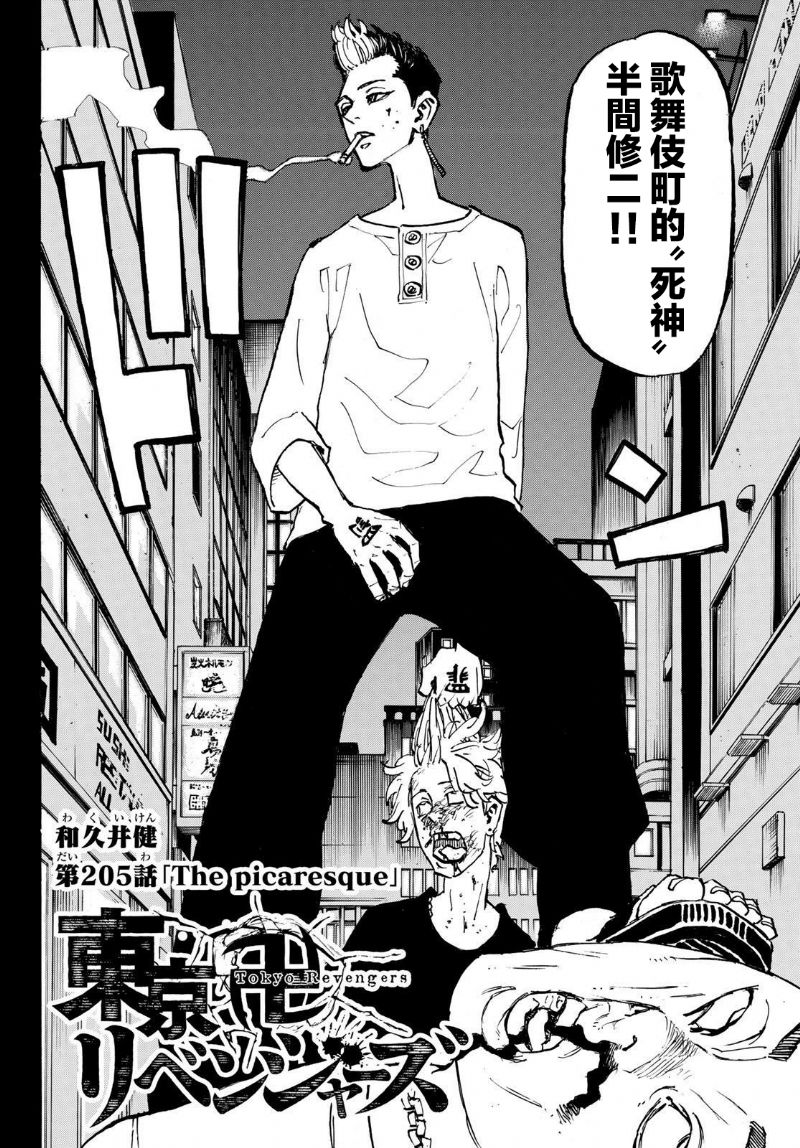 歌舞伎町的〝死神〟
半間修二!!
ドドン
SUSHI
わくいけん
和久井健
だいわ
第205話「The picaresque」
東京卍
Tokyo Revengers
リベンジャーズ